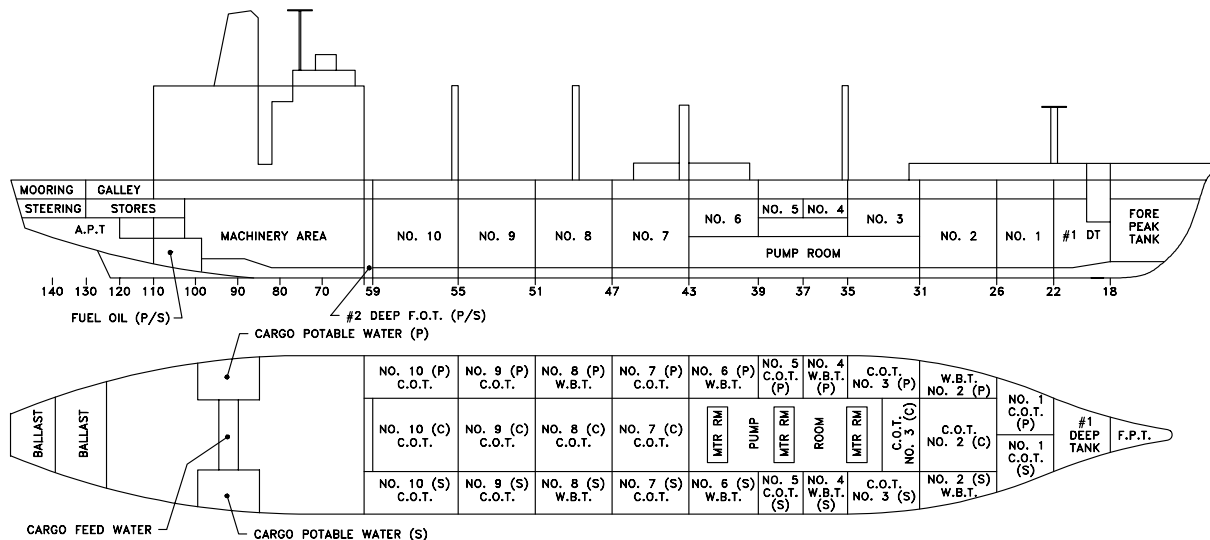 MOORING
GALLEY
STEERING
STORES
A.P.T
MACHINERY AREA
NO. 10
NO. 9
NO. 8
NO. 7
NO. 6
NO. 5
NO. 4
NO. 3
PUMP ROOM
NO. 2
NO. 1
#1 DT
FORE
PEAK
TANK
140 130 120 110 100 90 70 59 55 51 47 43 39 37 35 31 26 22 18
FUEL OIL (P/S)
#2 DEEP F.O.T. (P/S)
CARGO POTABLE WATER (P)
NO. 10 (P)
C.O.T.
NO. 9 (P)
C.O.T.
NO. 8 (P)
W.B.T.
NO. 7 (P)
C.O.T.
NO. 6 (P)
W.B.T.
NO. 5
C.O.T.
(P)
NO. 4
W.B.T.
(P)
C.O.T.
NO. 3 (P)
W.B.T.
NO. 2 (P)
NO. 1
C.O.T.
(P)
BALLAST
BALLAST
NO. 10 (C)
C.O.T.
NO. 9 (C)
C.O.T.
NO. 8 (C)
C.O.T.
NO. 7 (C)
C.O.T.
MTR RM
PUMP
MTR RM
ROOM
MTR RM
C.O.T.
NO. 3 (C)
C.O.T.
NO. 2 (C)
#1
DEEP
TANK
F.P.T.
NO. 1
C.O.T.
(S)
NO. 10 (S)
C.O.T.
NO. 9 (S)
C.O.T.
NO. 8 (S)
W.B.T.
NO. 7 (S)
C.O.T.
NO. 6 (S)
W.B.T.
NO. 5
C.O.T.
(S)
NO. 4
W.B.T.
(S)
C.O.T.
NO. 3 (S)
NO. 2 (S)
W.B.T.
CARGO FEED WATER
CARGO POTABLE WATER (S)